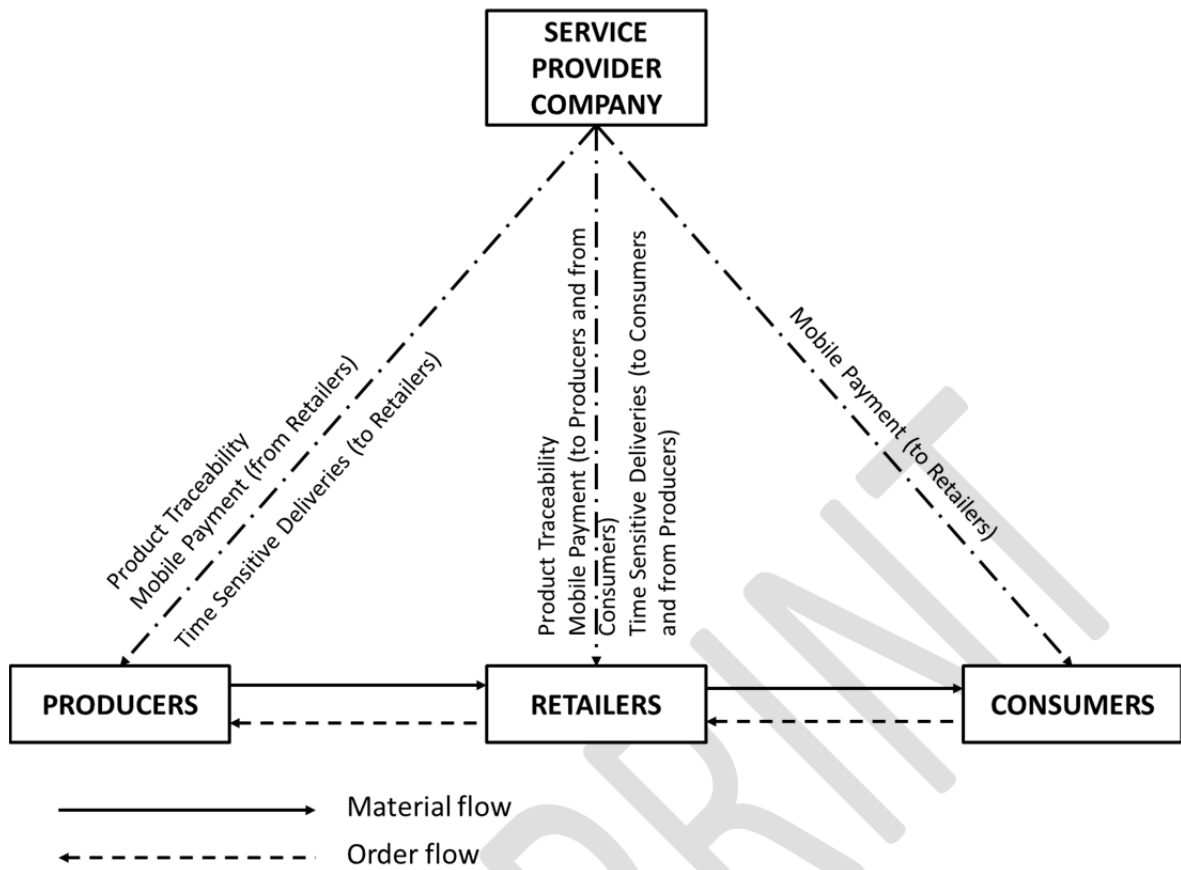 SERVICE
PROVIDER
COMPANY
Product Traceability
Mobile Payment (from Retailers)
Time Sensitive Deliveries (to Retailers)
Product Traceability
Mobile Payment (to Producers and from
Consumers)
Time Sensitive Deliveries (to Consumers
and from Producers)
Mobile Payment (to Retailers)
PRODUCERS
RETAILERS
CONSUMERS
Material flow
Order flow
PRINT